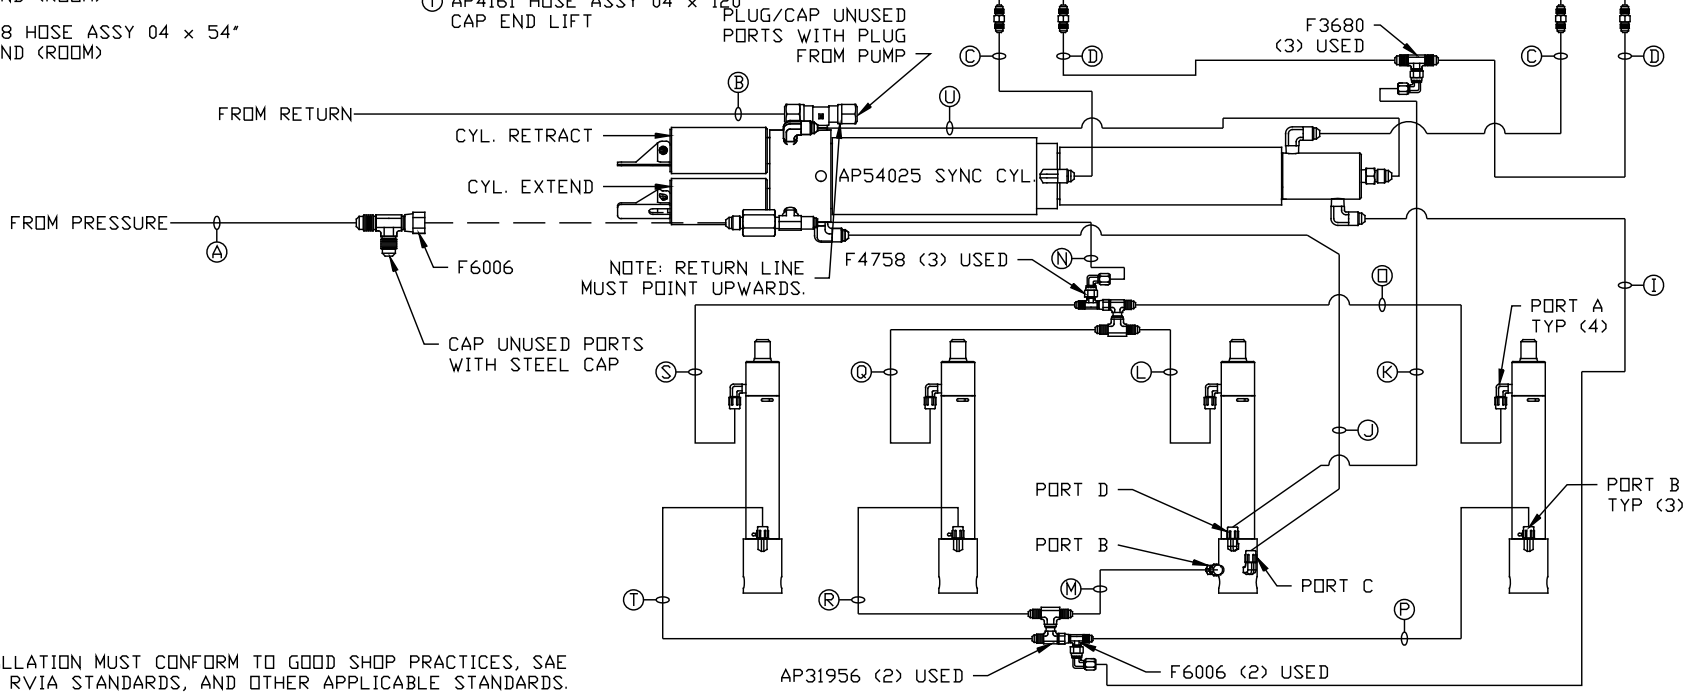 8 HOSE ASSY 04 x 54"
ND (ROOM)
T AP4161 HOSE ASSY 04 x 120"
CAP END LIFT
PLUG/CAP UNUSED
PORTS WITH PLUG
FROM PUMP
C
D
F3680
(3) USED
C
D
B
U
FROM RETURN
CYL. RETRACT
CYL. EXTEND
AP54025 SYNC CYL.
FROM PRESSURE
A
F6006
NOTE: RETURN LINE
MUST POINT UPWARDS.
F4758 (3) USED
N
O
I
PORT A
TYP (4)
CAP UNUSED PORTS
WITH STEEL CAP
S
Q
L
K
J
PORT D
PORT B
TYP (3)
PORT B
PORT C
M
T
R
P
AP31956 (2) USED
F6006 (2) USED
LLATION MUST CONFORM TO GOOD SHOP PRACTICES, SAE
RVIA STANDARDS, AND OTHER APPLICABLE STANDARDS.